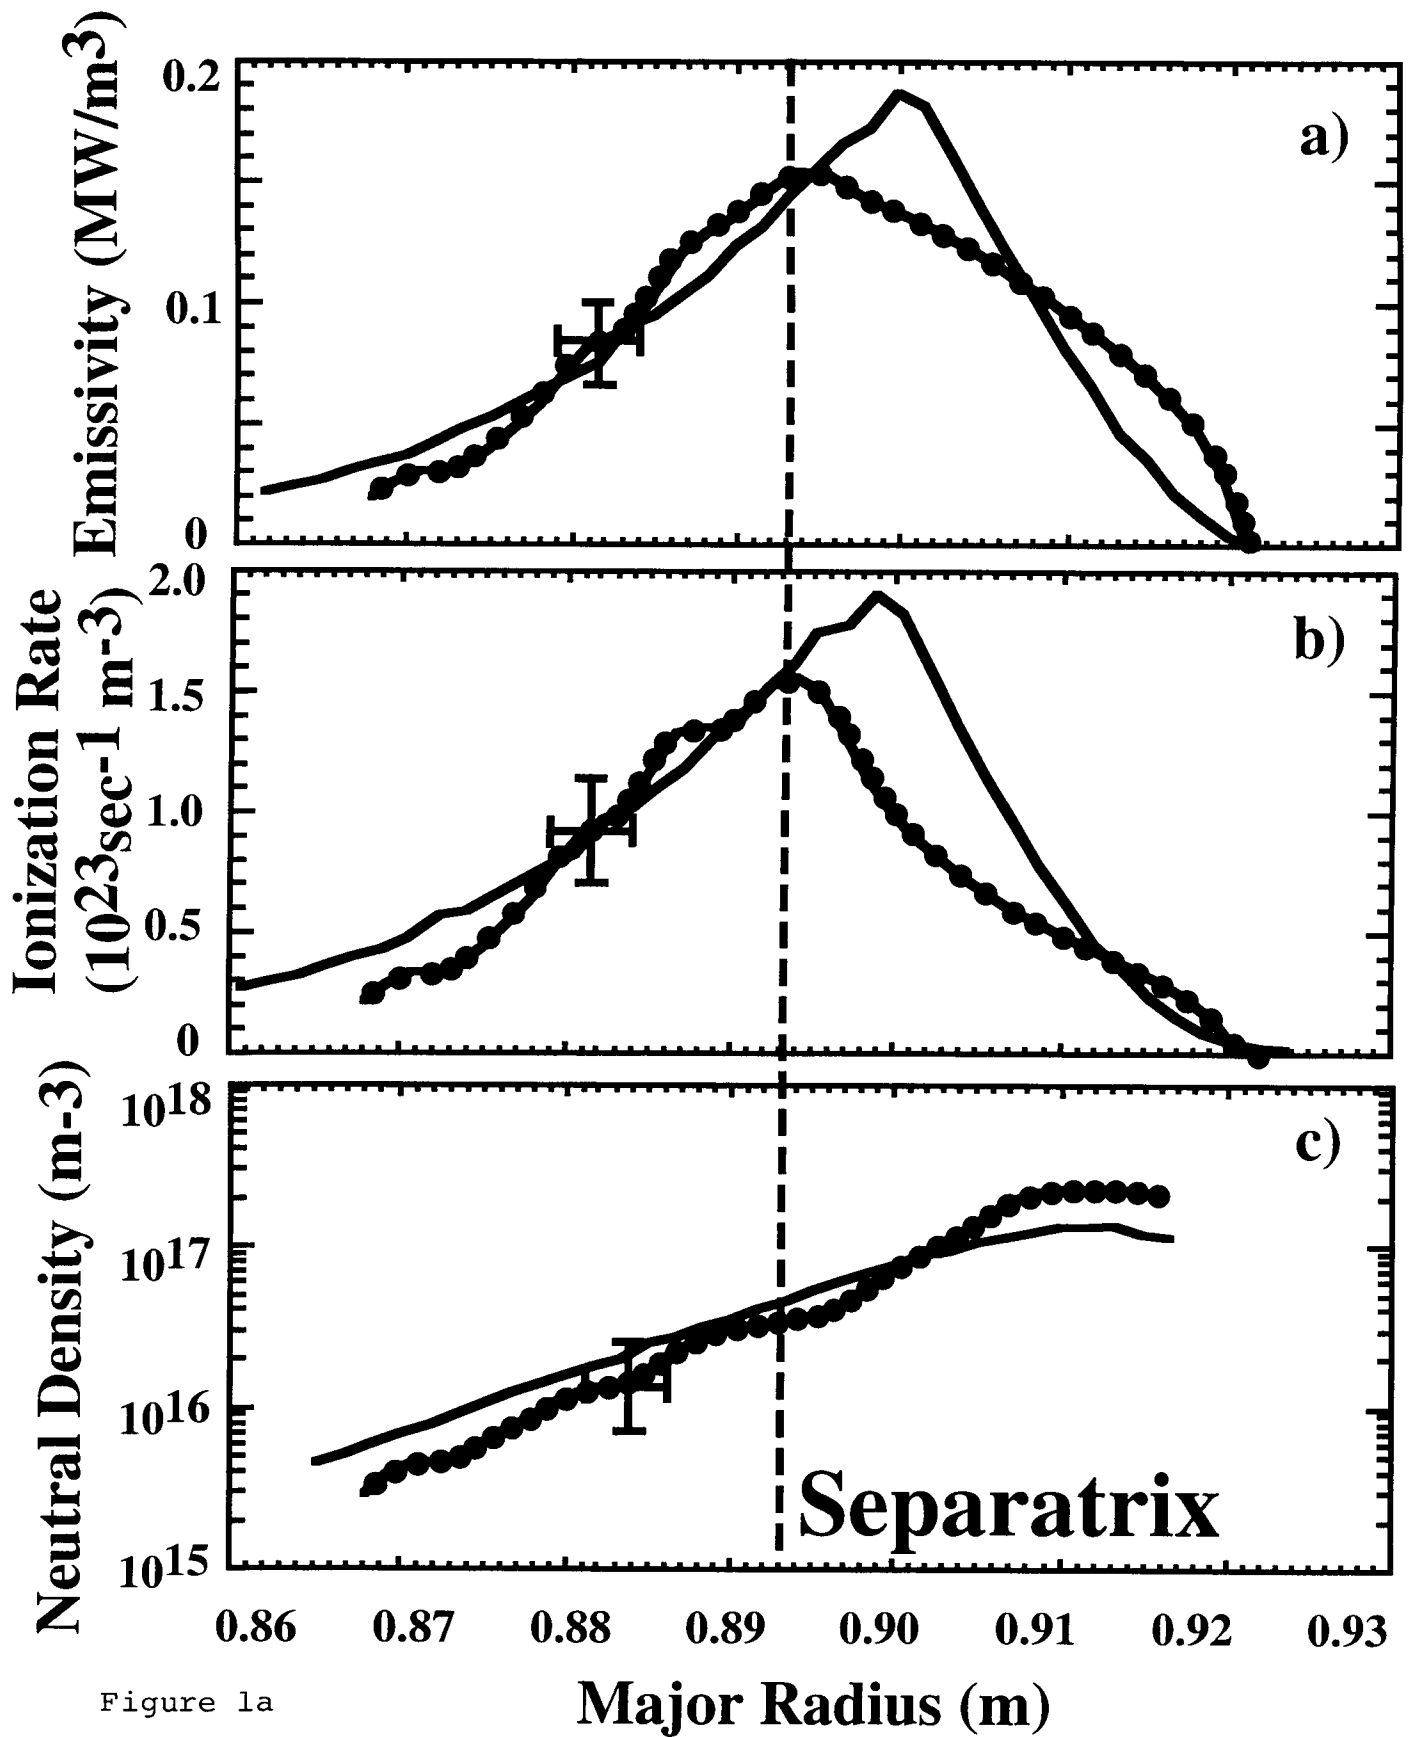 Emissivity (MW/m3)
0.2
0.1
0
a)
Ionization Rate
(1023sec-1 m-3)
2.0
1.5
1.0
0.5
0
b)
Neutral Density (m-3)
1018
1017
1016
1015
c)
Separatrix
0.86 0.87 0.88 0.89 0.90 0.91 0.92 0.93
Major Radius (m)
Figure 1a